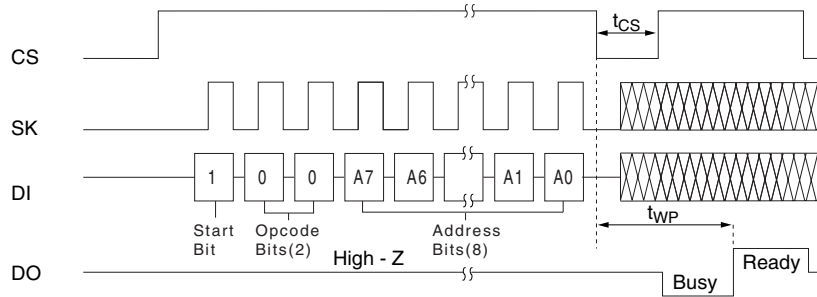 CS
tCS
SK
DI
1 0 0 A7 A6 A1 A0
Start Bit
Opcode Bits(2)
Address Bits(8)
tWP
DO
High - Z
Busy
Ready